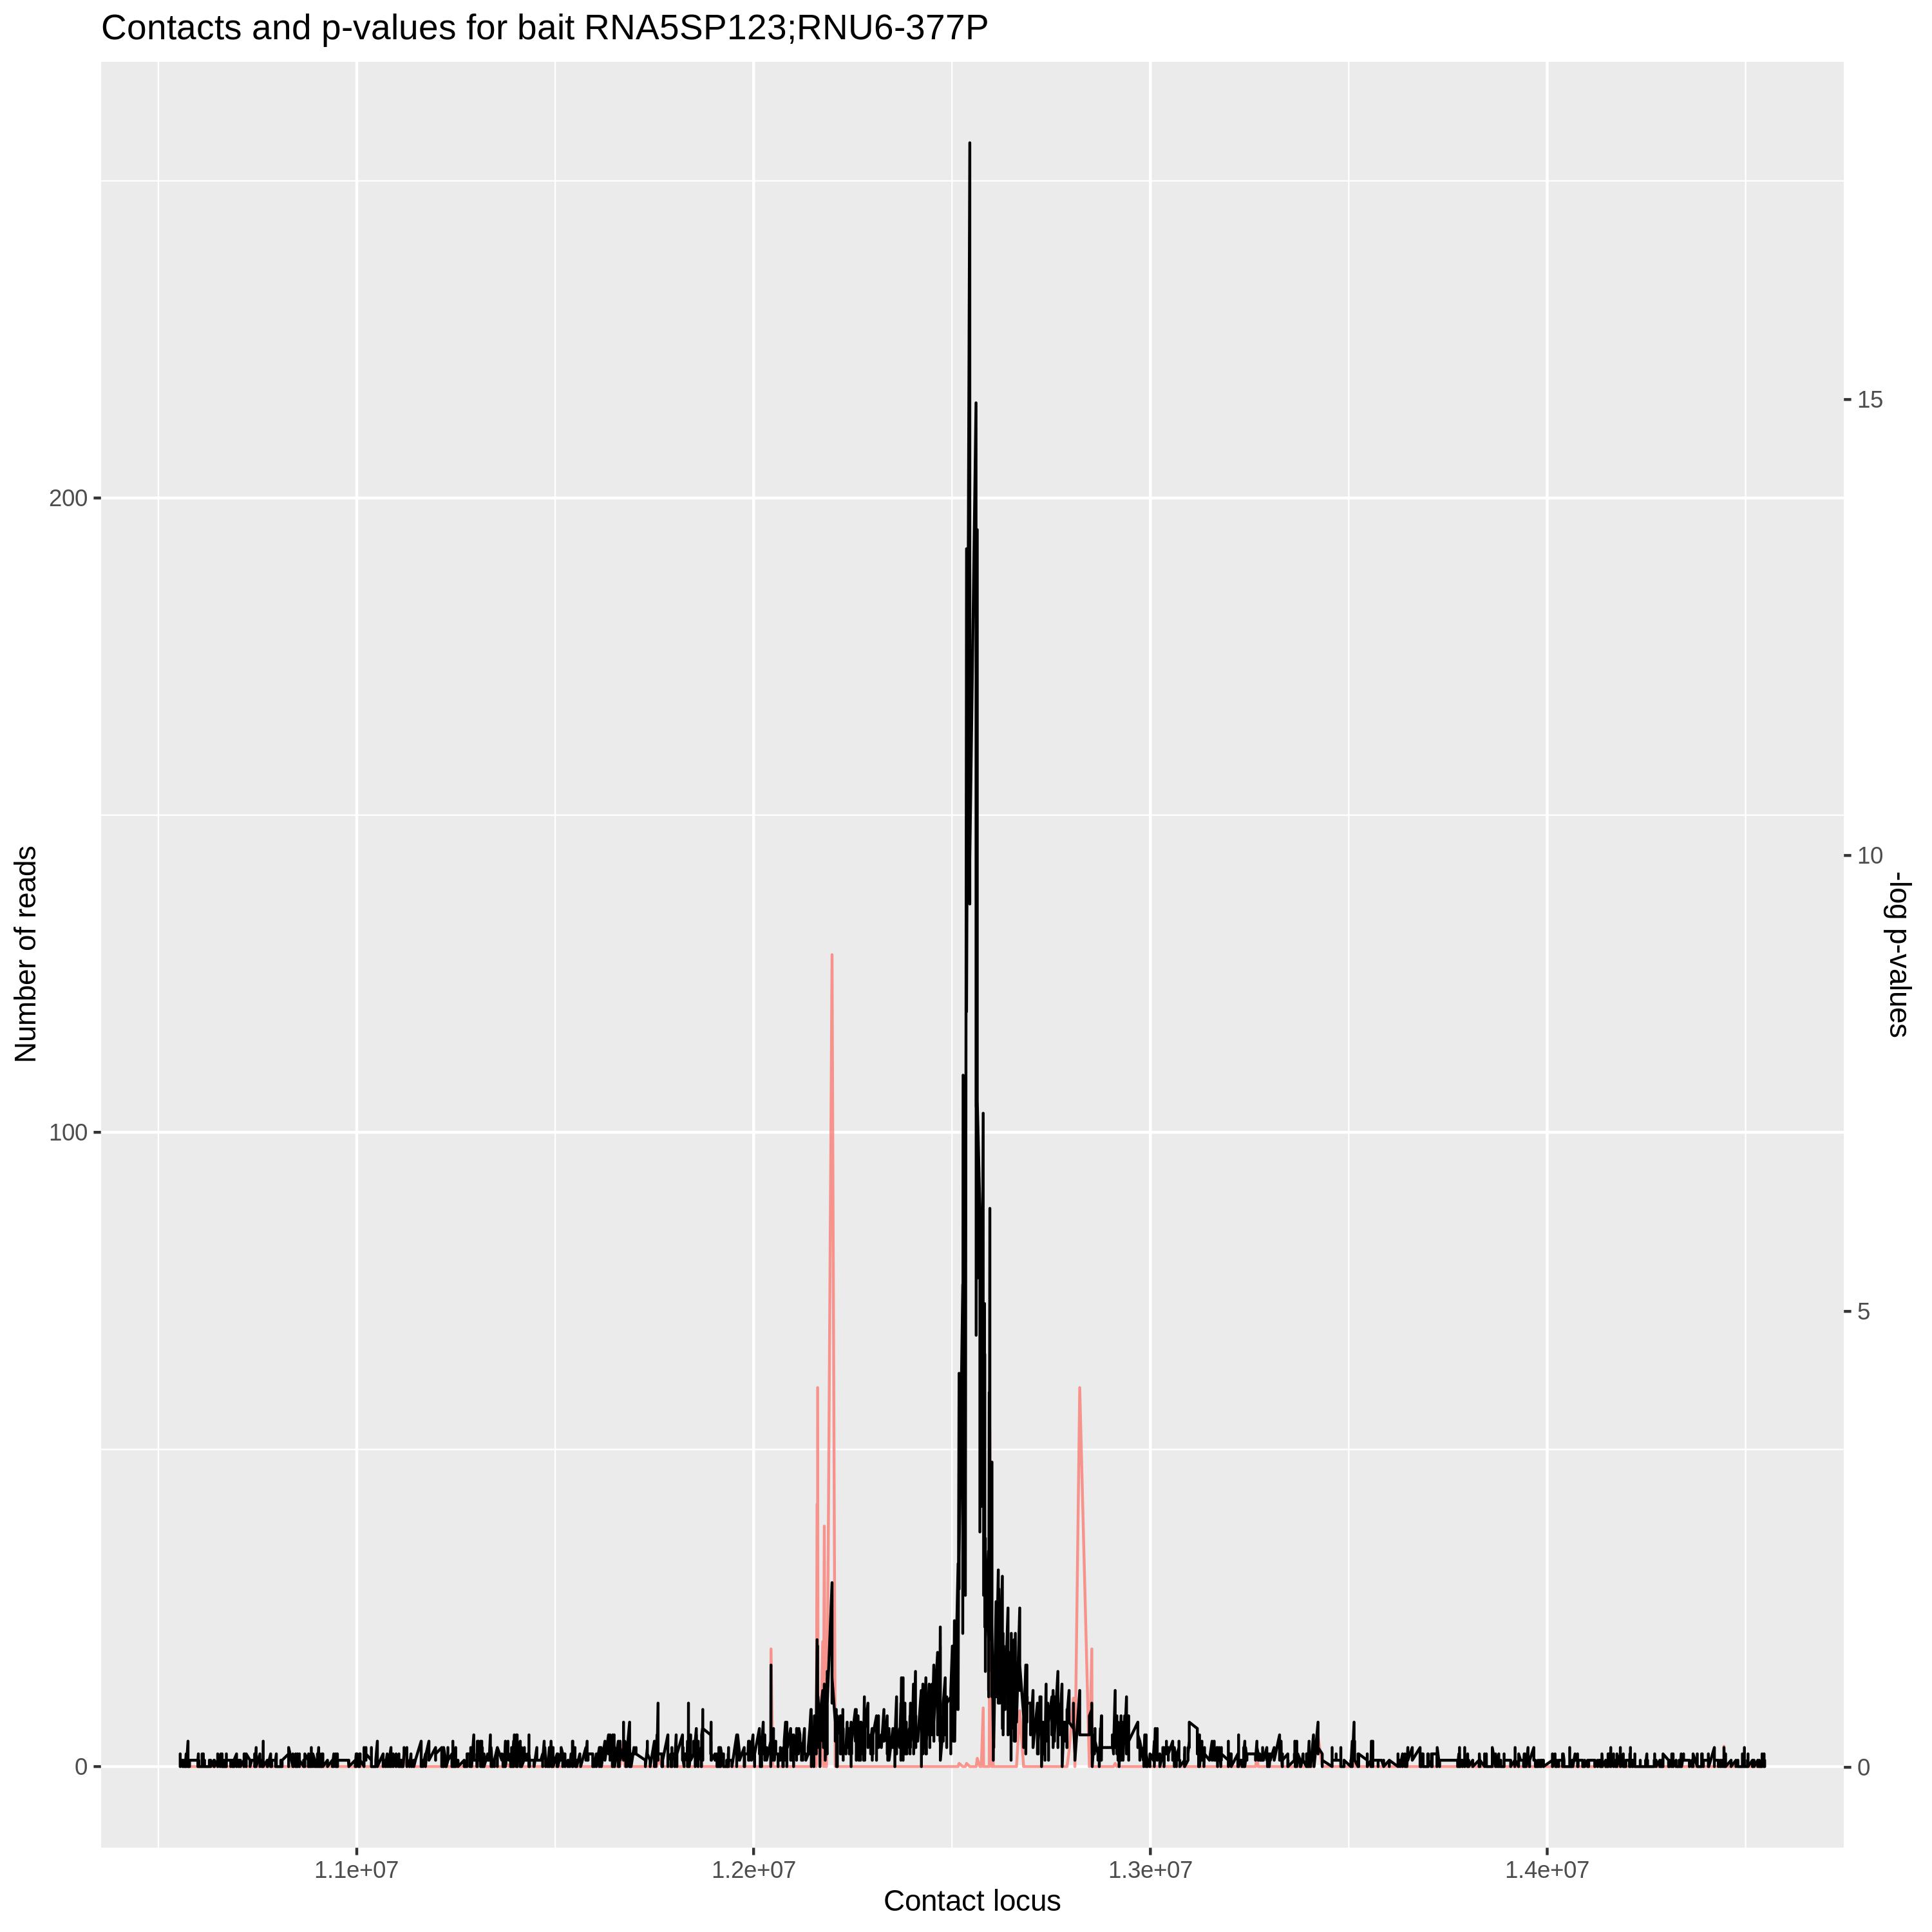 Contacts and p-values for bait RNA5SP123;RNU6-377P
Number of reads
200
100
0
15
10
5
0
-log p-values
1.1e+07
1.2e+07
1.3e+07
1.4e+07
Contact locus